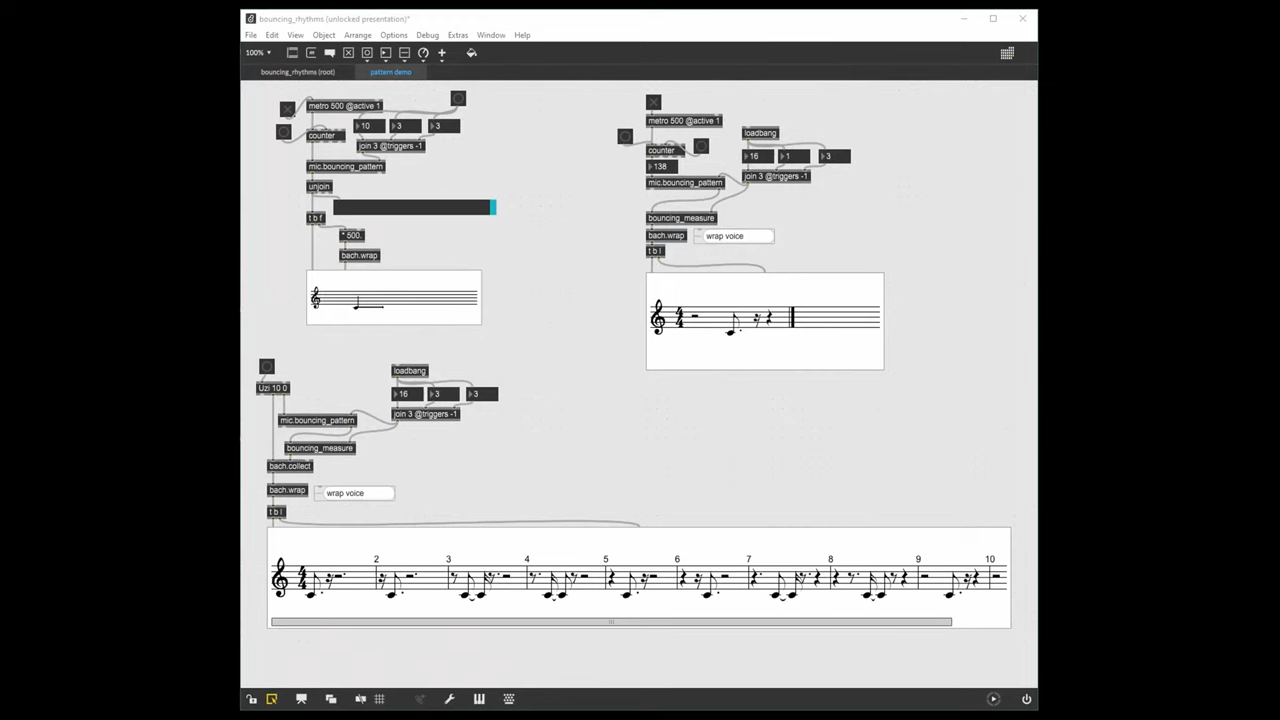 bouncing_rhythms (unlocked presentation)*
File Edit View Object Arrange Options Debug Extras Window Help
100%
bouncing_rhythms (root) pattern demo
metro 500 @active 1
10 3 3
counter
join 3 @triggers -1
mic.bouncing_pattern
unjoin
t b f
* 500.
bach.wrap
metro 500 @active 1
loadbang
counter
16 1 3
138
join 3 @triggers -1
mic.bouncing_pattern
bouncing_measure
bach.wrap wrap voice
t b l
4
4
loadbang
Uzi 10 0
16 3 3
join 3 @triggers -1
mic.bouncing_pattern
bouncing_measure
bach.collect
bach.wrap wrap voice
t b l
2 3 4 5 6 7 8 9 10
4
4